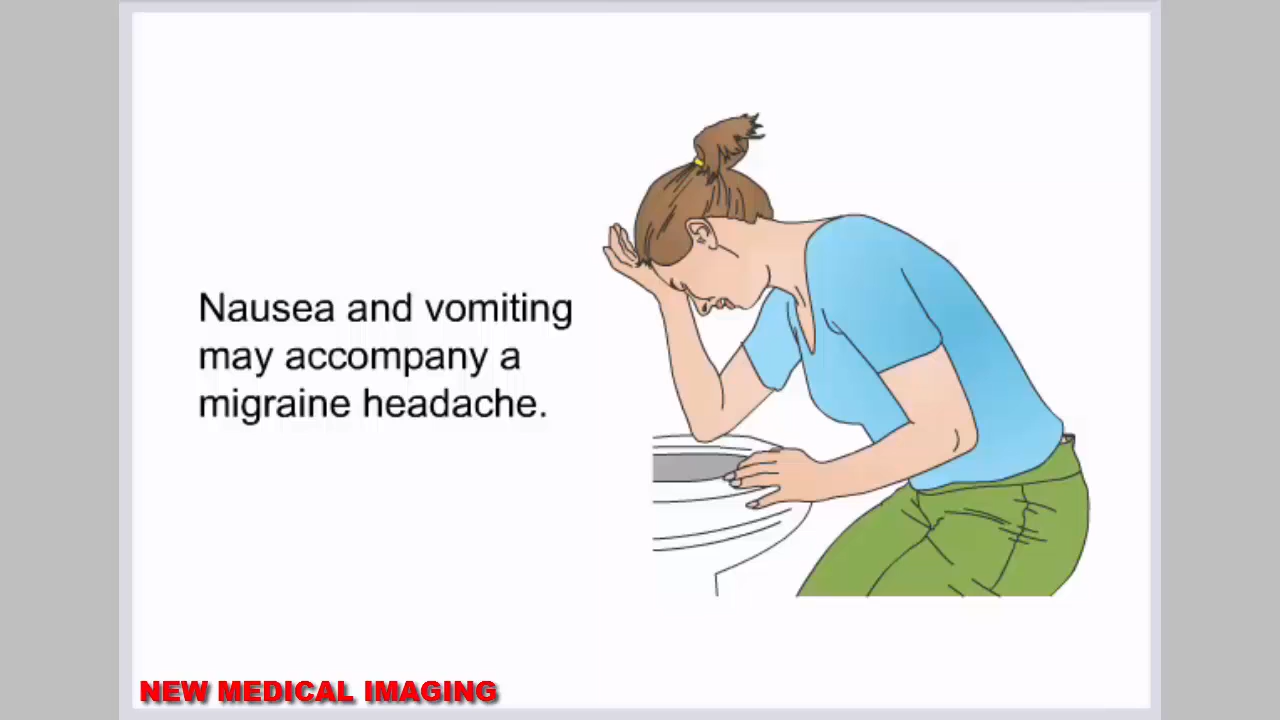 Nausea and vomiting
may accompany a
migraine headache.
NEW MEDICAL IMAGING